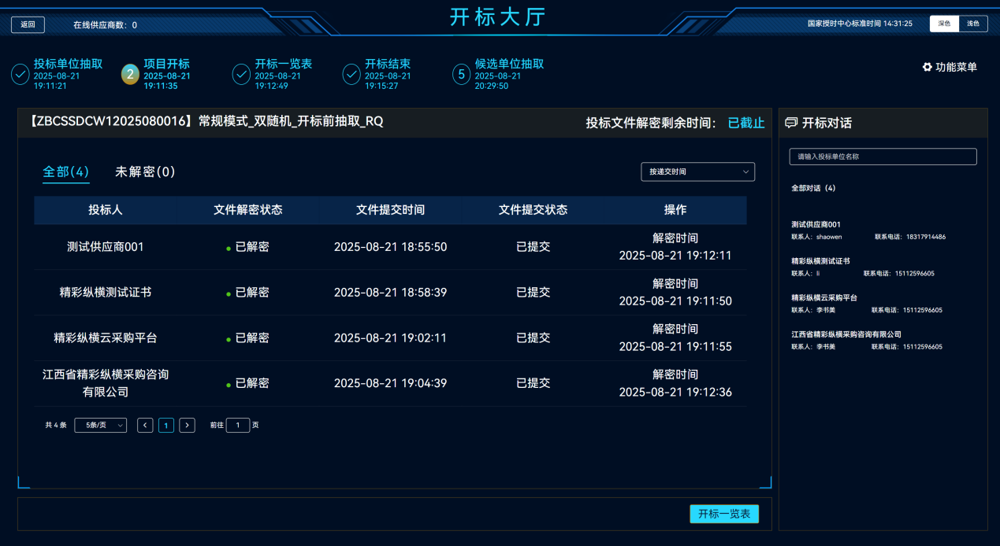 开标大厅
返回
在线供应商数：0
国家授时中心标准时间 14:31:25
深色
浅色
投标单位抽取
2025-08-21
19:11:21
2
项目开标
2025-08-21
19:11:35
开标一览表
2025-08-21
19:12:49
开标结束
2025-08-21
19:15:27
5
候选单位抽取
2025-08-21
20:29:50
功能菜单
【ZBCSSDCW12025080016】常规模式_双随机_开标前抽取_RQ
投标文件解密剩余时间： 已截止
全部(4)
未解密(0)
按递交时间
投标人 文件解密状态 文件提交时间 文件提交状态 操作
测试供应商001 已解密 2025-08-21 18:55:50 已提交 解密时间
2025-08-21 19:12:11
精彩纵横测试证书 已解密 2025-08-21 18:58:39 已提交 解密时间
2025-08-21 19:11:50
精彩纵横云采购平台 已解密 2025-08-21 19:02:11 已提交 解密时间
2025-08-21 19:11:55
江西省精彩纵横采购咨询
有限公司 已解密 2025-08-21 19:04:39 已提交 解密时间
2025-08-21 19:12:36
共 4 条 5条/页 1 前往 1 页
开标一览表
开标对话
请输入投标单位名称
全部对话（4）
测试供应商001
联系人：shaowen 联系电话：18317914486
精彩纵横测试证书
联系人：li 联系电话：15112596605
精彩纵横云采购平台
联系人：李书美 联系电话：15112596605
江西省精彩纵横采购咨询有限公司
联系人：李书美 联系电话：15112596605